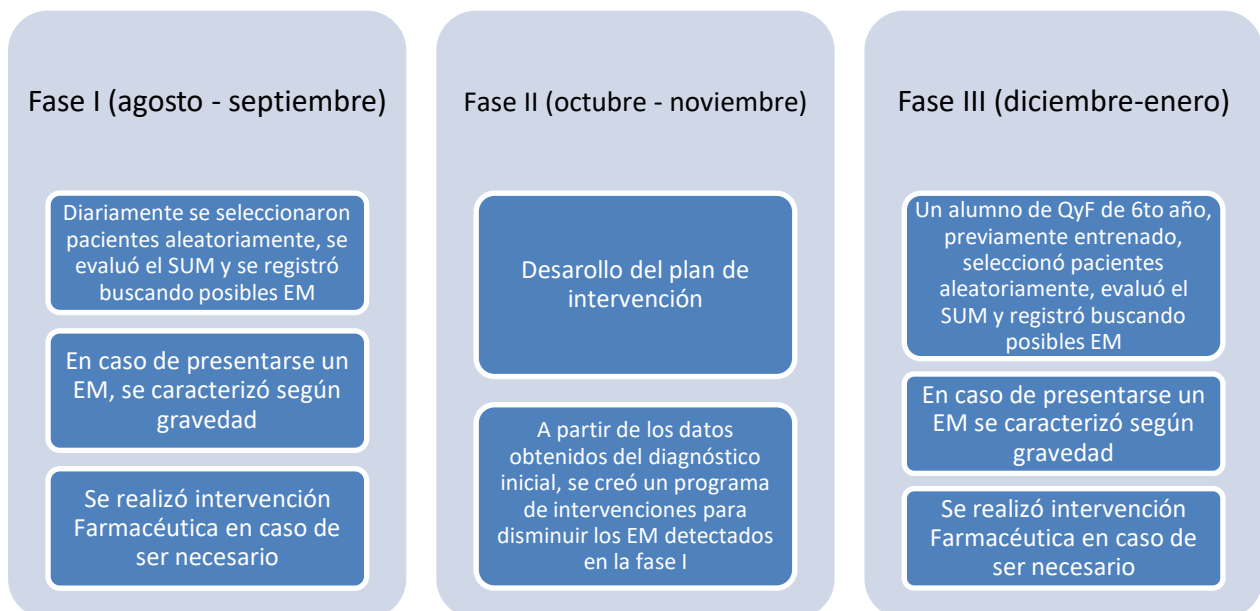 Fase I (agosto - septiembre)
Diariamente se seleccionaron
pacientes aleatoriamente, se
evaluó el SUM y se registró
buscando posibles EM
En caso de presentarse un
EM, se caracterizó según
gravedad
Se realizó intervención
Farmacéutica en caso de
ser necesario
Fase II (octubre - noviembre)
Desarollo del plan de
intervención
A partir de los datos
obtenidos del diagnóstico
inicial, se creó un programa
de intervenciones para
disminuir los EM detectados
en la fase I
Fase III (diciembre-enero)
Un alumno de QyF de 6to año,
previamente entrenado,
seleccionó pacientes
aleatoriamente, evaluó el
SUM y registró buscando
posibles EM
En caso de presentarse un
EM se caracterizó según
gravedad
Se realizó intervención
Farmacéutica en caso de
ser necesario